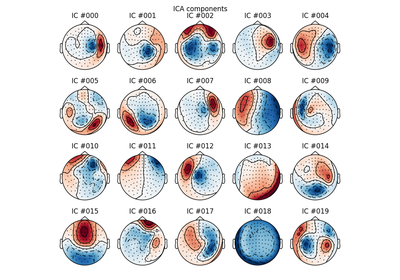 ICA components
IC #000 IC #001 IC #002 IC #003 IC #004
IC #005 IC #006 IC #007 IC #008 IC #009
IC #010 IC #011 IC #012 IC #013 IC #014
IC #015 IC #016 IC #017 IC #018 IC #019